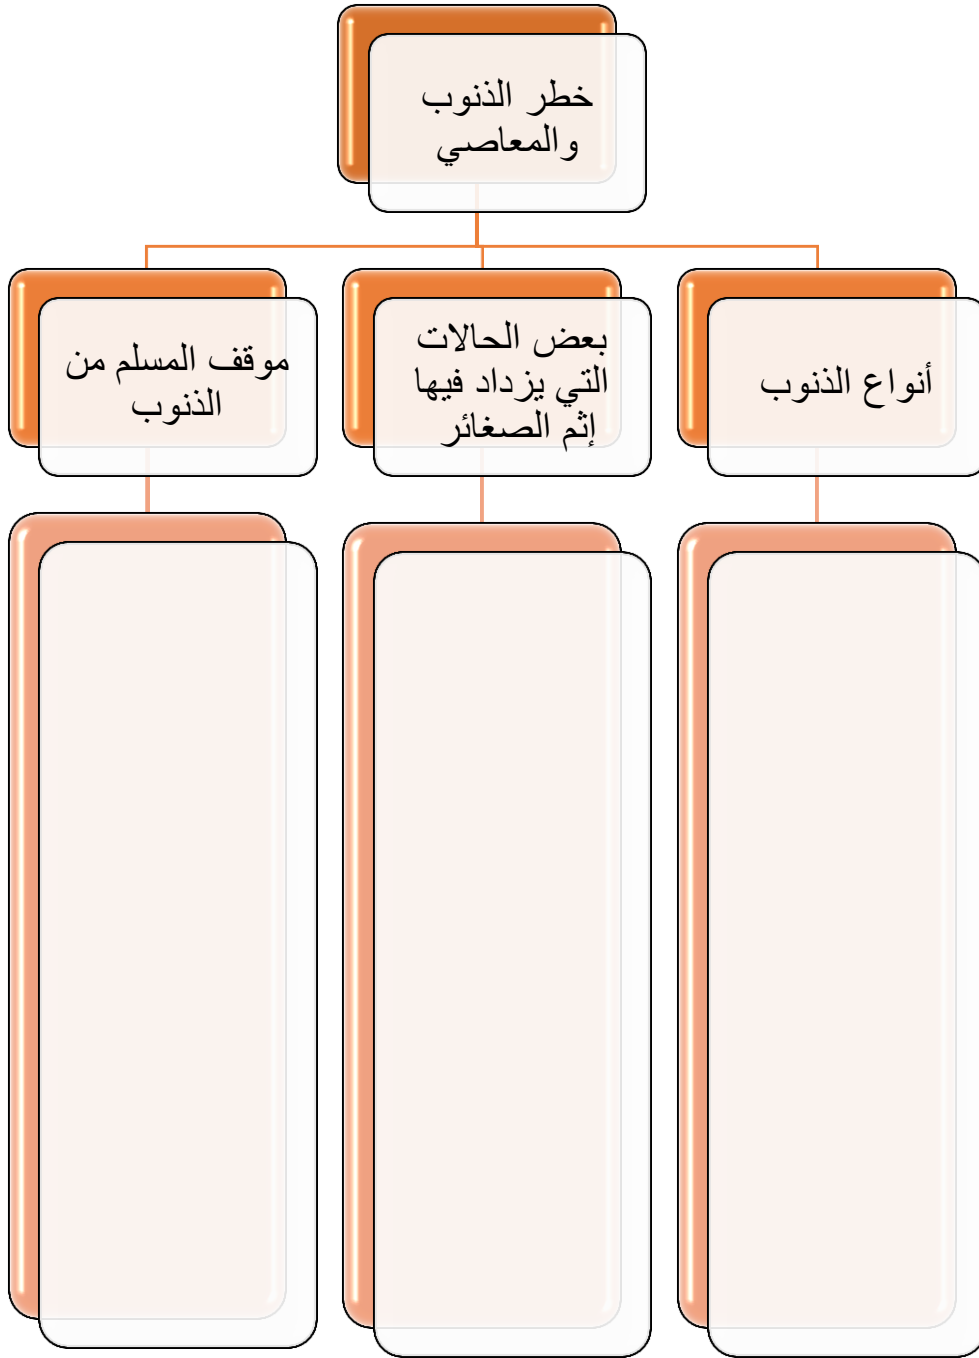 خطر الذنوب
والمعاصي
أنواع الذنوب
بعض الحالات
التي يزداد فيها
إثم الصغائر
موقف المسلم من
الذنوب